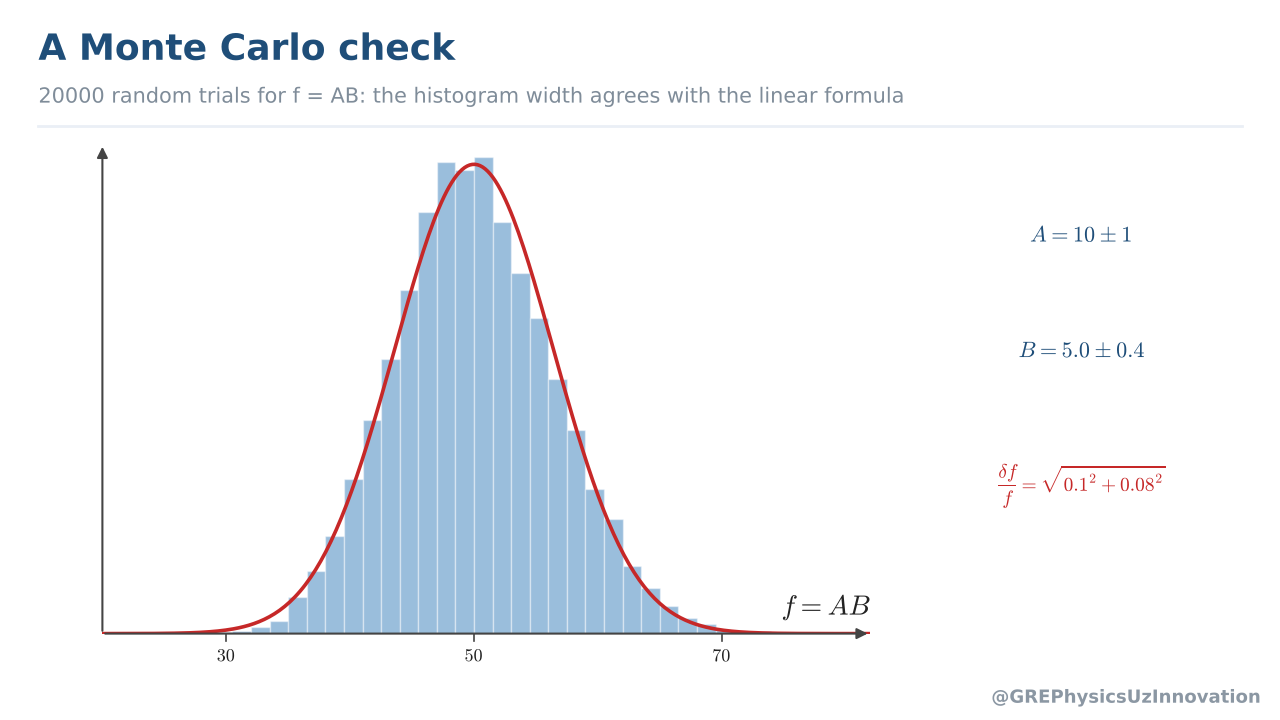 A Monte Carlo check
20000 random trials for f = AB: the histogram width agrees with the linear formula
A = 10 ± 1
B = 5.0 ± 0.4
δf/f = √(0.1² + 0.08²)
f = AB
30 50 70
@GREPhysicsUzInnovation